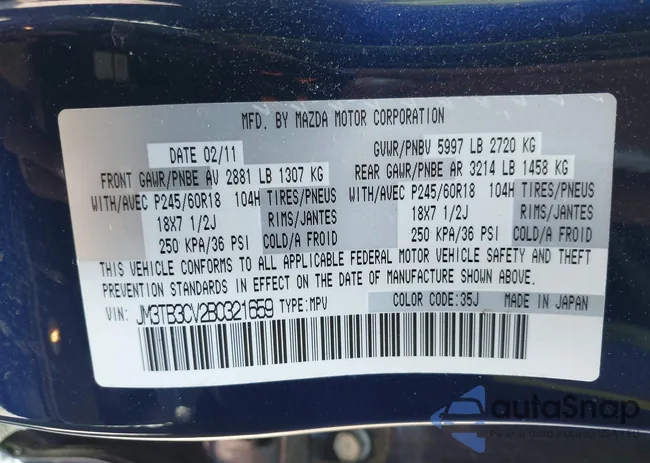 MFD. BY MAZDA MOTOR CORPORATION
DATE 02/11 GVWR/PNBV 5997 LB 2720 KG
FRONT GAWR/PNBE AV 2881 LB 1307 KG REAR GAWR/PNBE AR 3214 LB 1458 KG
WITH/AVEC P245/60R18 104H TIRES/PNEUS WITH/AVEC P245/60R18 104H TIRES/PNEUS
18X7 1/2J RIMS/JANTES 18X7 1/2J RIMS/JANTES
250 KPA/36 PSI COLD/A FROID 250 KPA/36 PSI COLD/A FROID
THIS VEHICLE CONFORMS TO ALL APPLICABLE FEDERAL MOTOR VEHICLE SAFETY AND THEFT
PREVENTION STANDARDS IN EFFECT ON THE DATE OF MANUFACTURE SHOWN ABOVE.
VIN: JM3TB3CV2B0321659 TYPE:MPV COLOR CODE:35J MADE IN JAPAN
autoSnap